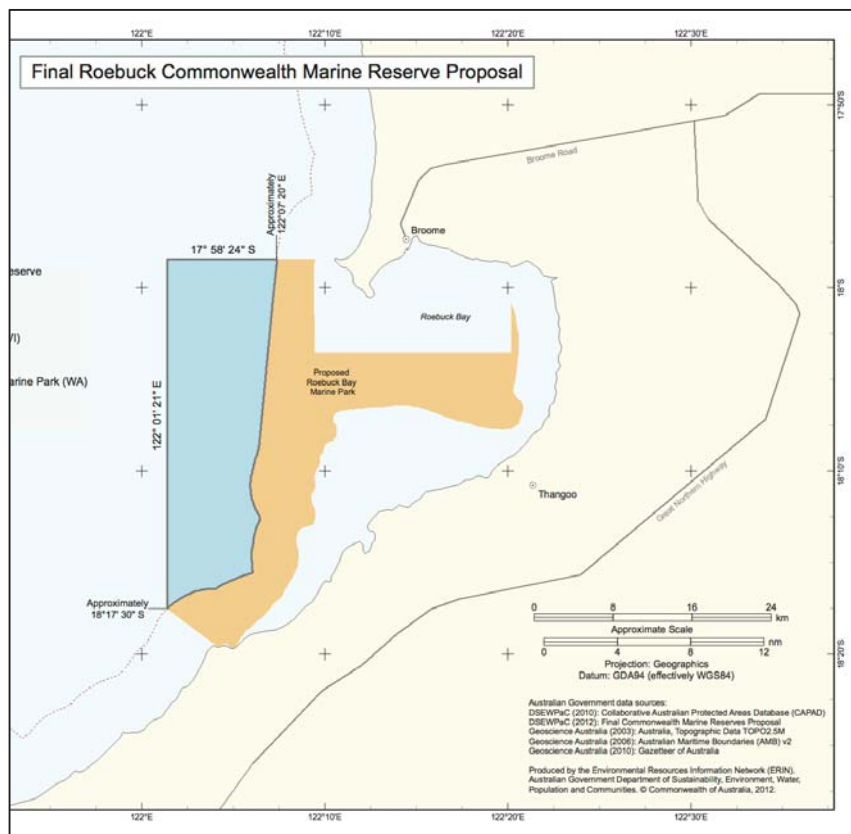 122°E
122°10'E
122°20'E
122°30'E
Final Roebuck Commonwealth Marine Reserve Proposal
17°50'S
Broome Road
Approximately
122°07' 20" E
Broome
17° 58' 24" S
eserve
18°S
Roebuck Bay
/I)
arine Park (WA)
Proposed
Roebuck Bay
Marine Park
122° 01' 21" E
18°10'S
Thangoo
Great Northern Highway
Approximately
18°17' 30" S
0 8 16 24
km
Approximate Scale
nm
0 4 8 12
18°20'S
Projection: Geographics
Datum: GDA94 (effectively WGS84)
Australian Government data sources:
DSEWPaC (2010): Collaborative Australian Protected Areas Database (CAPAD)
DSEWPaC (2012): Final Commonwealth Marine Reserves Proposal
Geoscience Australia (2003): Australia, Topographic Data TOPO2.5M
Geoscience Australia (2006): Australian Maritime Boundaries (AMB) v2
Geoscience Australia (2010): Gazetteer of Australia
Produced by the Environmental Resources Information Network (ERIN).
Australian Government Department of Sustainability, Environment, Water,
Population and Communities. © Commonwealth of Australia, 2012.
122°E
122°10'E
122°20'E
122°30'E